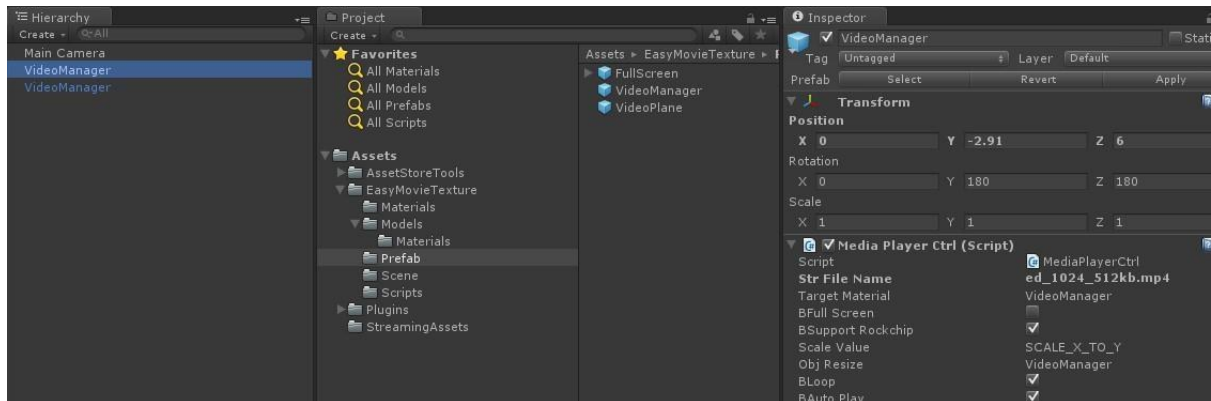 Hierarchy
Create
All
Main Camera
VideoManager
VideoManager
Project
Create
Favorites
All Materials
All Models
All Prefabs
All Scripts
Assets
AssetStoreTools
EasyMovieTexture
Materials
Models
Materials
Prefab
Scene
Scripts
Plugins
StreamingAssets
Assets ▸ EasyMovieTexture ▸
FullScreen
VideoManager
VideoPlane
Inspector
VideoManager Stati
Tag Untagged Layer Default
Prefab Select Revert Apply
Transform
Position
X 0 Y -2.91 Z 6
Rotation
X 0 Y 180 Z 180
Scale
X 1 Y 1 Z 1
Media Player Ctrl (Script)
Script MediaPlayerCtrl
Str File Name ed_1024_512kb.mp4
Target Material VideoManager
BFull Screen
BSupport Rockchip
Scale Value SCALE_X_TO_Y
Obj Resize VideoManager
BLoop
BAuto Play